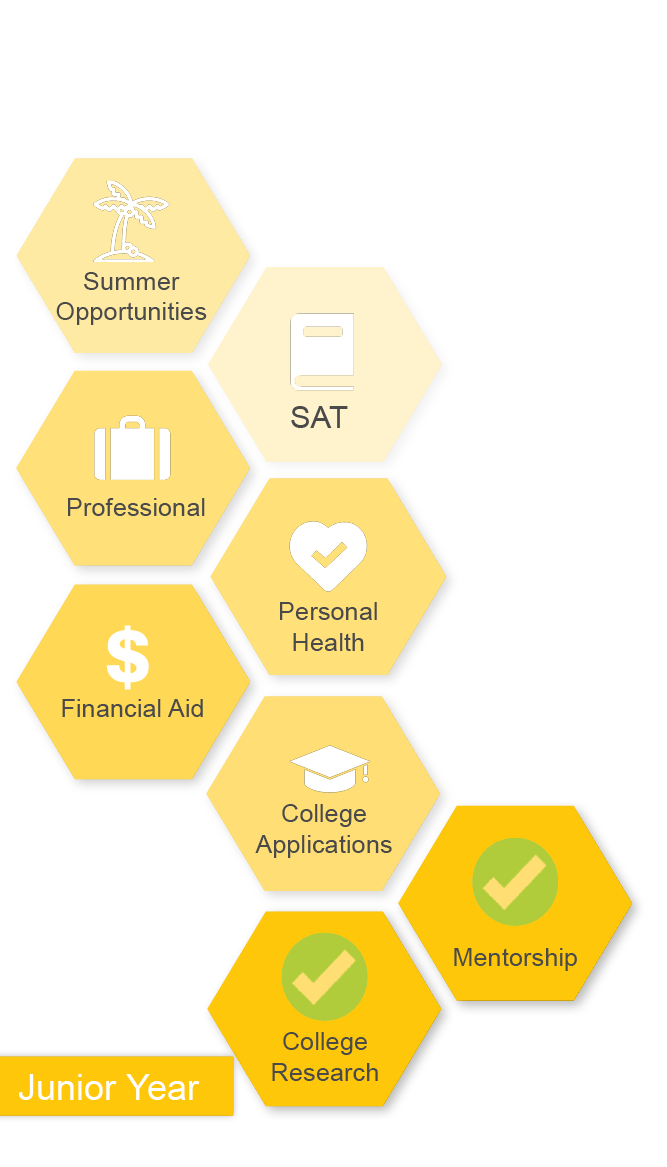 Summer
Opportunities
SAT
Professional
Personal
Health
$
Financial Aid
College
Applications
Mentorship
College
Research
Junior Year